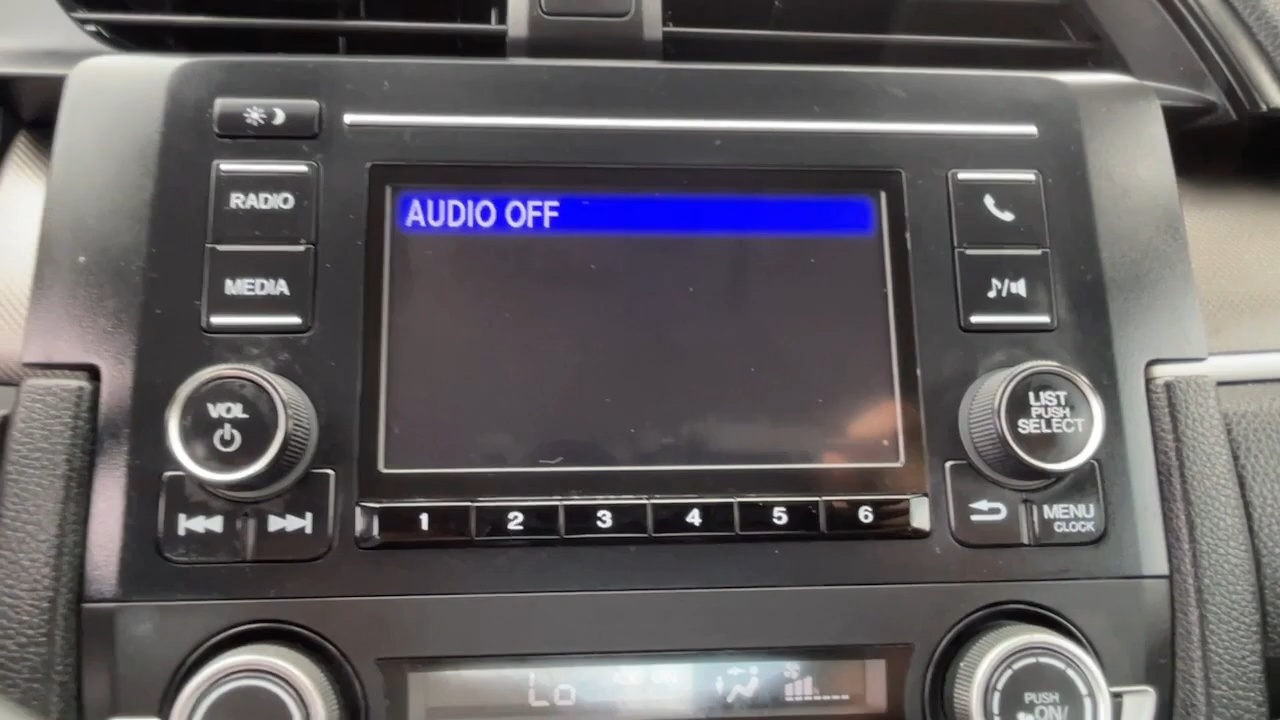 AUDIO OFF
RADIO
MEDIA
VOL
LIST
PUSH
SELECT
1 2 3 4 5 6
MENU
CLOCK
Lo
PUSH
ON/